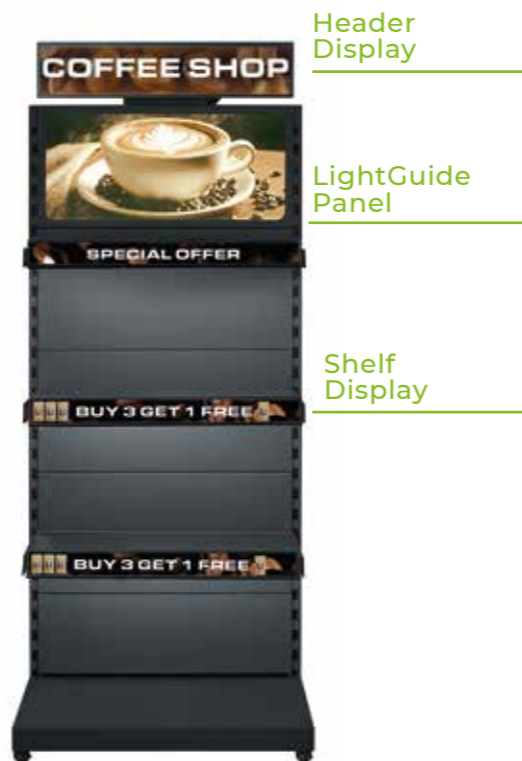 COFFEE SHOP
Header
Display
LightGuide
Panel
SPECIAL OFFER
Shelf
Display
BUY 3 GET 1 FREE
BUY 3 GET 1 FREE